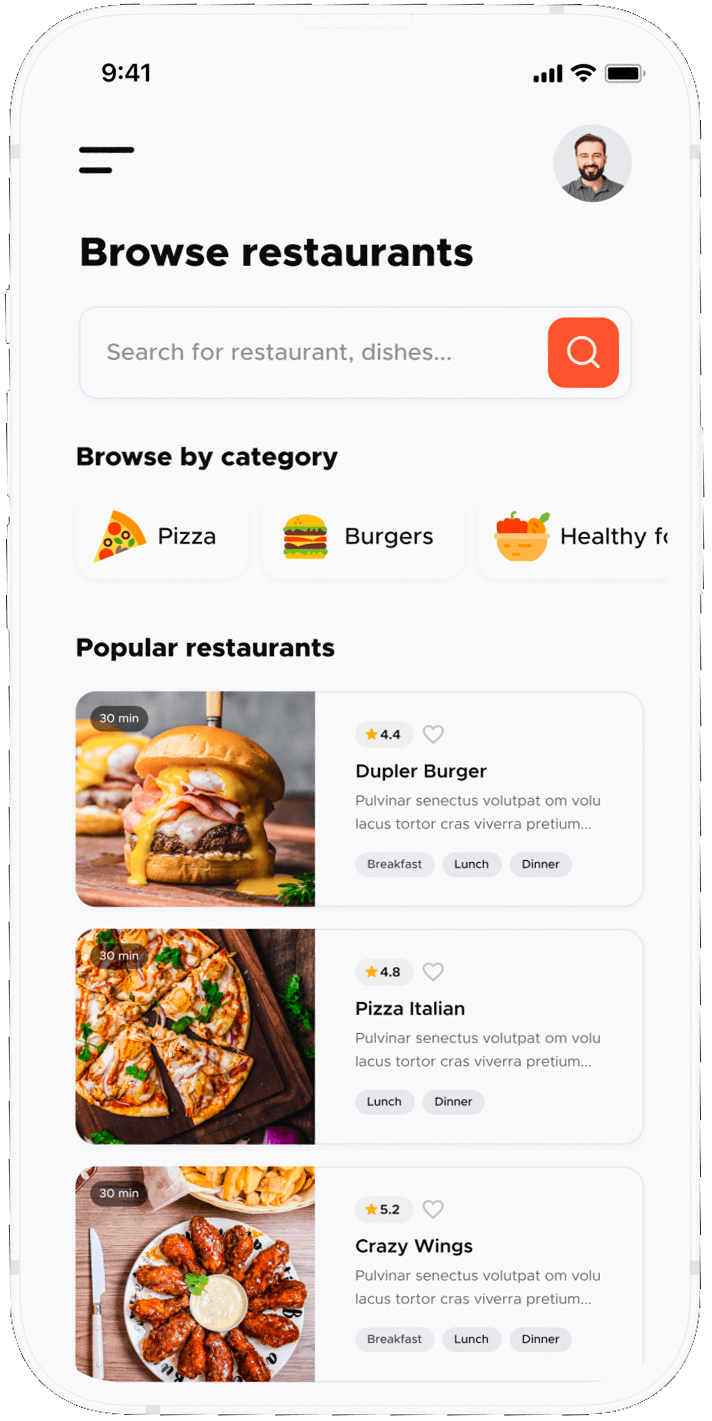 9:41
Browse restaurants
Search for restaurant, dishes...
Browse by category
Pizza
Burgers
Healthy fo
Popular restaurants
30 min
4.4
Dupler Burger
Pulvinar senectus volutpat om volu
lacus tortor cras viverra pretium...
Breakfast Lunch Dinner
30 min
4.8
Pizza Italian
Pulvinar senectus volutpat om volu
lacus tortor cras viverra pretium...
Lunch Dinner
30 min
5.2
Crazy Wings
Pulvinar senectus volutpat om volu
lacus tortor cras viverra pretium...
Breakfast Lunch Dinner